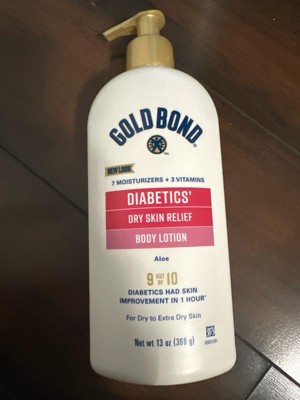 GOLD BOND
TM
NEW LOOK
7 MOISTURIZERS + 3 VITAMINS
DIABETICS'
DRY SKIN RELIEF
BODY LOTION
Aloe
9 OUT OF 10
DIABETICS HAD SKIN
IMPROVEMENT IN 1 HOUR
For Dry to Extra Dry Skin
Net wt 13 oz (368 g)